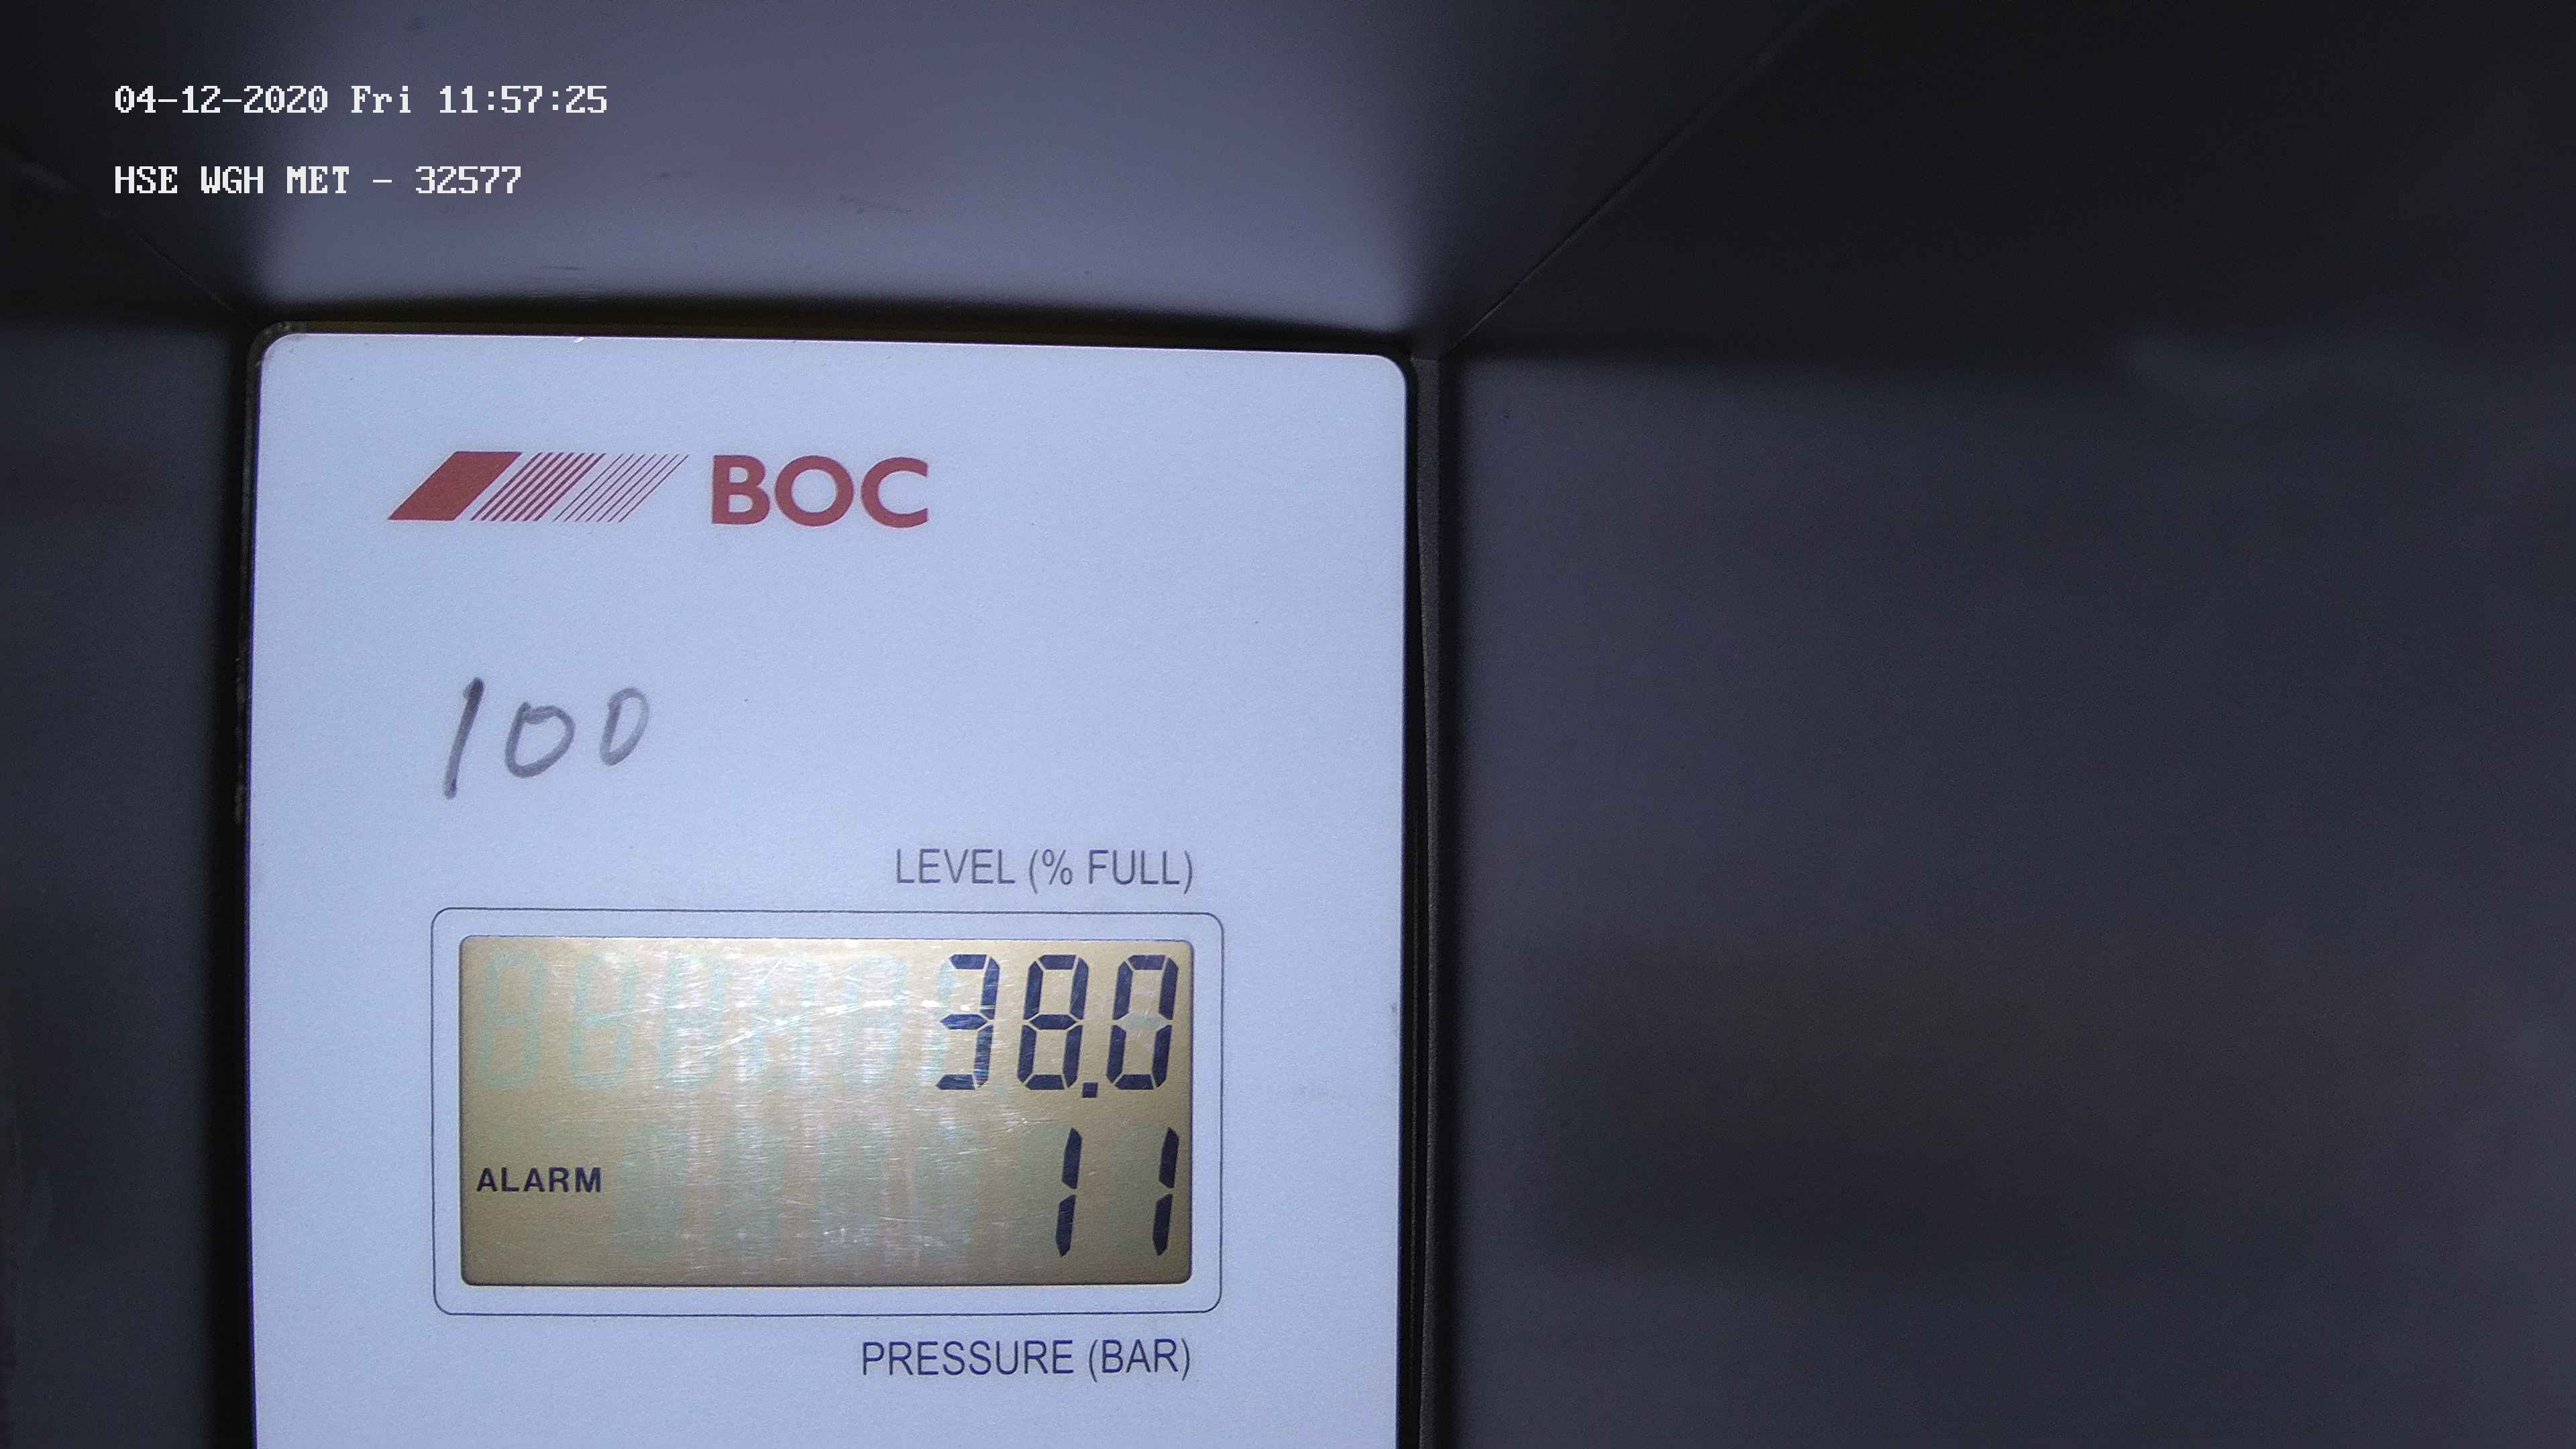 04-12-2020 Fri 11:57:25
HSE WGH MET - 32577
BOC
100
LEVEL (% FULL)
38.0
ALARM 11
PRESSURE (BAR)